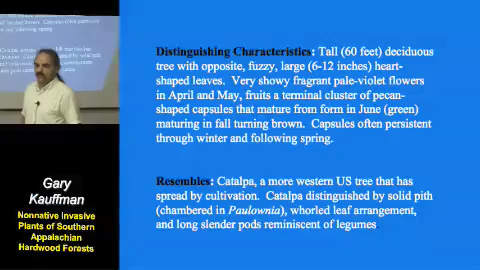 Distinguishing Characteristics: Tall (60 feet) deciduous
tree with opposite, fuzzy, large (6-12 inches) heart-
shaped leaves. Very showy fragrant pale-violet flowers
in April and May, fruits a terminal cluster of pecan-
shaped capsules that mature from form in June (green)
maturing in fall turning brown. Capsules often persistent
through winter and following spring.
Resembles: Catalpa, a more western US tree that has
spread by cultivation. Catalpa distinguished by solid pith
(chambered in Paulownia), whorled leaf arrangement,
and long slender pods reminiscent of legumes
Gary
Kauffman
Nonnative Invasive
Plants of Southern
Appalachian
Hardwood Forests